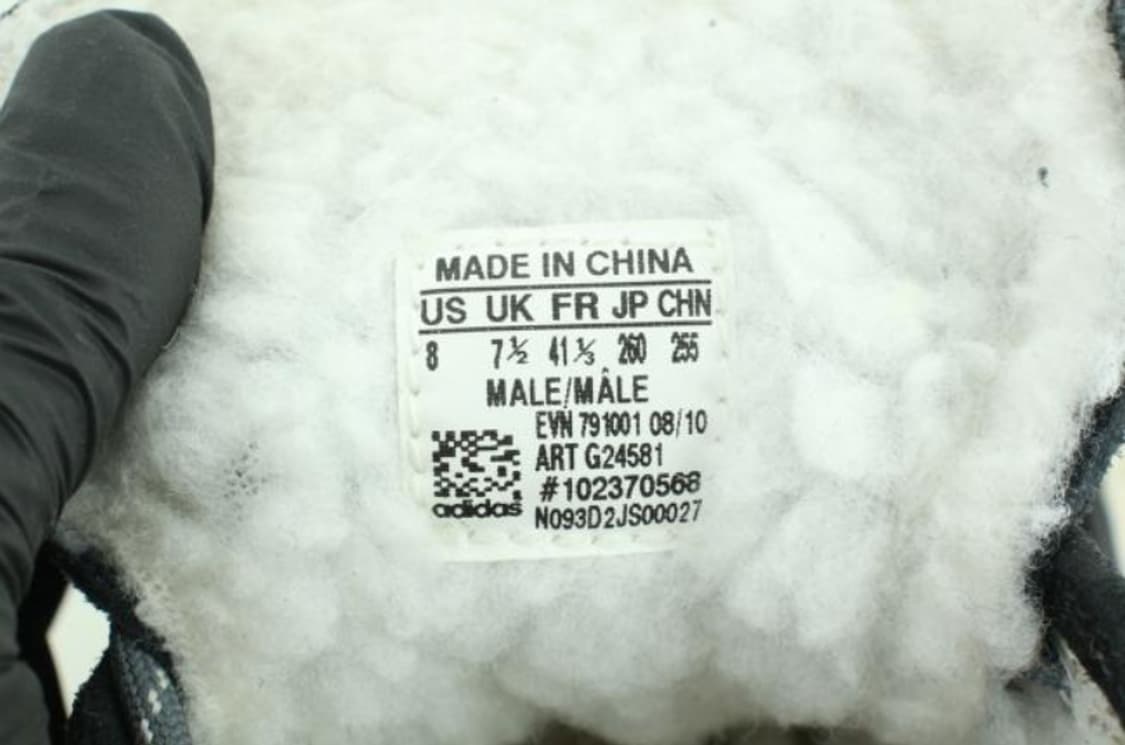 MADE IN CHINA
US UK FR JP CHN
8 7½ 41⅓ 260 255
MALE/MÂLE
EVN 791001 08/10
ART G24581
#102370568
adidas N093D2JS00027